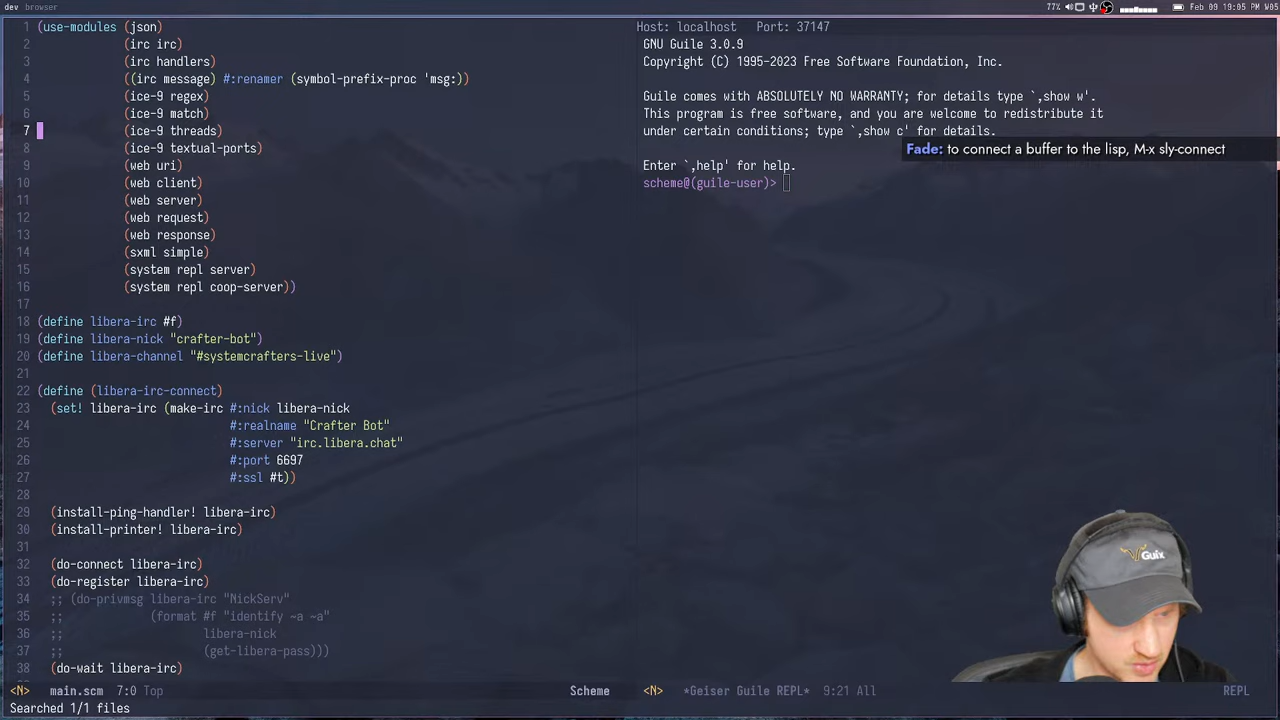 dev browser
77% Feb 09 19:05 PM W05
1 (use-modules (json)
2 (irc irc)
3 (irc handlers)
4 ((irc message) #:renamer (symbol-prefix-proc 'msg:))
5 (ice-9 regex)
6 (ice-9 match)
7 (ice-9 threads)
8 (ice-9 textual-ports)
9 (web uri)
10 (web client)
11 (web server)
12 (web request)
13 (web response)
14 (sxml simple)
15 (system repl server)
16 (system repl coop-server))
17
18 (define libera-irc #f)
19 (define libera-nick "crafter-bot")
20 (define libera-channel "#systemcrafters-live")
21
22 (define (libera-irc-connect)
23 (set! libera-irc (make-irc #:nick libera-nick
24 #:realname "Crafter Bot"
25 #:server "irc.libera.chat"
26 #:port 6697
27 #:ssl #t))
28
29 (install-ping-handler! libera-irc)
30 (install-printer! libera-irc)
31
32 (do-connect libera-irc)
33 (do-register libera-irc)
34 ;; (do-privmsg libera-irc "NickServ"
35 ;; (format #f "identify ~a ~a"
36 ;; libera-nick
37 ;; (get-libera-pass)))
38 (do-wait libera-irc)
<N> main.scm 7:0 Top Scheme
Searched 1/1 files
Host: localhost Port: 37147
GNU Guile 3.0.9
Copyright (C) 1995-2023 Free Software Foundation, Inc.
Guile comes with ABSOLUTELY NO WARRANTY; for details type `,show w'.
This program is free software, and you are welcome to redistribute it
under certain conditions; type `,show c' for details.
Fade: to connect a buffer to the lisp, M-x sly-connect
Enter `,help' for help.
scheme@(guile-user)>
Guix
<N> *Geiser Guile REPL* 9:21 All REPL